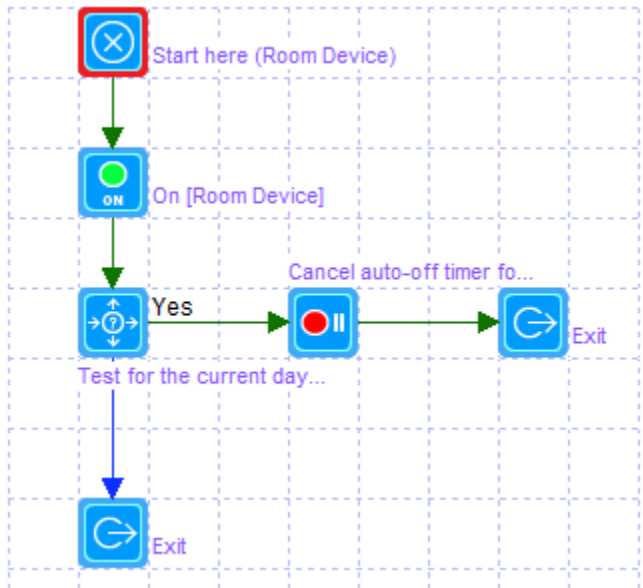 Start here (Room Device)
ON
On [Room Device]
Cancel auto-off timer fo...
Yes
Exit
Test for the current day...
Exit